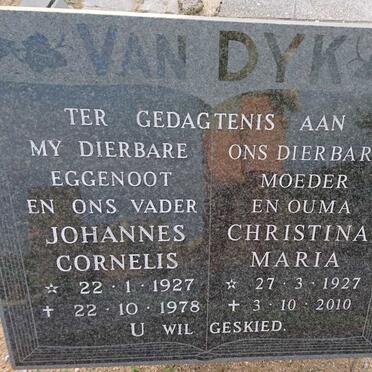 VAN DYK
TER GEDAGTENIS AAN
MY DIERBARE
EGGENOOT
EN ONS VADER
JOHANNES
CORNELIS
☆ 22·1·1927
✝ 22·10·1978
ONS DIERBAR
MOEDER
EN OUMA
CHRISTINA
MARIA
☆ 27·3·1927
✝ 3·10·2010
U WIL GESKIED.